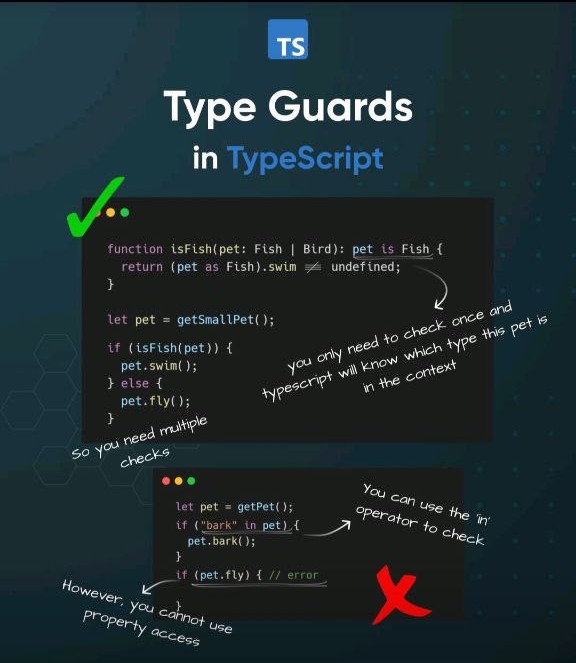 TS
Type Guards
in TypeScript
function isFish(pet: Fish | Bird): pet is Fish {
return (pet as Fish).swim !== undefined;
}
let pet = getSmallPet();
if (isFish(pet)) {
pet.swim();
} else {
pet.fly();
}
you only need to check once and
typescript will know which type this pet is
in the context
So you need multiple
checks
let pet = getPet();
if ("bark" in pet) {
pet.bark();
}
if (pet.fly) { // error
}
You can use the 'in'
operator to check
However, you cannot use
property access